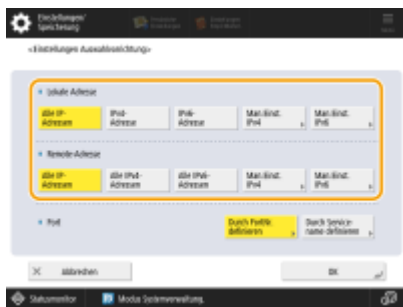 Einstellungen/
Speicherung
<Einstellungen Auswahleinrichtung>
Lokale Adresse
Alle IP-
Adressen
IPv4-
Adresse
IPv6-
Adresse
Man.Einst.
IPv4
Man.Einst.
IPv6
Remote-Adresse
Alle IP-
Adressen
Alle IPv4-
Adressen
Alle IPv6-
Adressen
Man.Einst.
IPv4
Man.Einst.
IPv6
Port
Durch PortNr.
definieren
Durch Service-
name definieren
Abbrechen
OK
Statusmonitor
Modus Systemverwaltung.